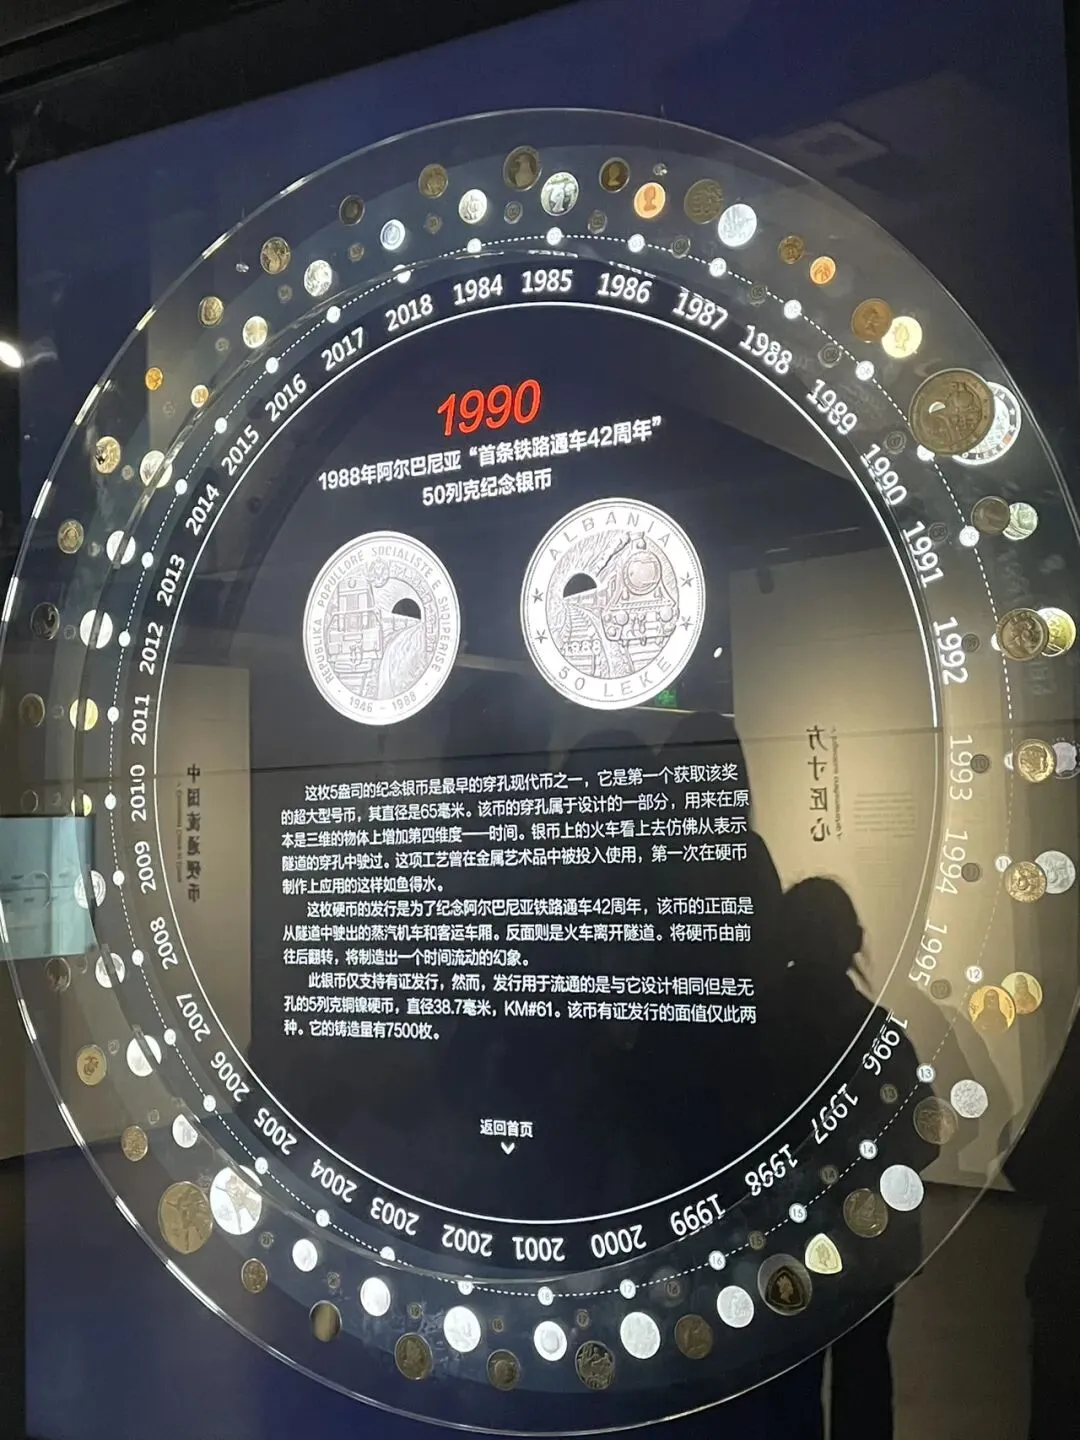 1984
1985
1986
1987
1988
1989
1990
1991
1992
1993
1994
1995
1996
1997
1998
1999
2000
2001
2002
2003
2004
2005
2006
2007
2008
2009
2010
2011
2012
2013
2014
2015
2016
2017
2018
1990
1988年阿尔巴尼亚“首条铁路通车42周年”
50列克纪念银币
REPUBLIKA POPULLORE SOCIALISTE E SHQIPERISE
1946 - 1988
ALBANIA
1988
50 LEKE
这枚5盎司的纪念银币是最早的穿孔现代币之一，它是第一个获取该奖
的超大型号币，其直径是65毫米。该币的穿孔属于设计的一部分，用来在原
本是三维的物体上增加第四维度——时间。银币上的火车看上去仿佛从表示
隧道的穿孔中驶过。这项工艺曾在金属艺术品中被投入使用，第一次在硬币
制作上应用的这样如鱼得水。
这枚硬币的发行是为了纪念阿尔巴尼亚铁路通车42周年，该币的正面是
从隧道中驶出的蒸汽机车和客运车厢。反面则是火车离开隧道。将硬币由前
往后翻转，将制造出一个时间流动的幻象。
此银币仅支持有证发行，然而，发行用于流通的是与它设计相同但是无
孔的5列克铜镍硬币，直径38.7毫米，KM#61。该币有证发行的面值仅此两
种。它的铸造量有7500枚。
返回首页
中国流通硬币
方寸匠心